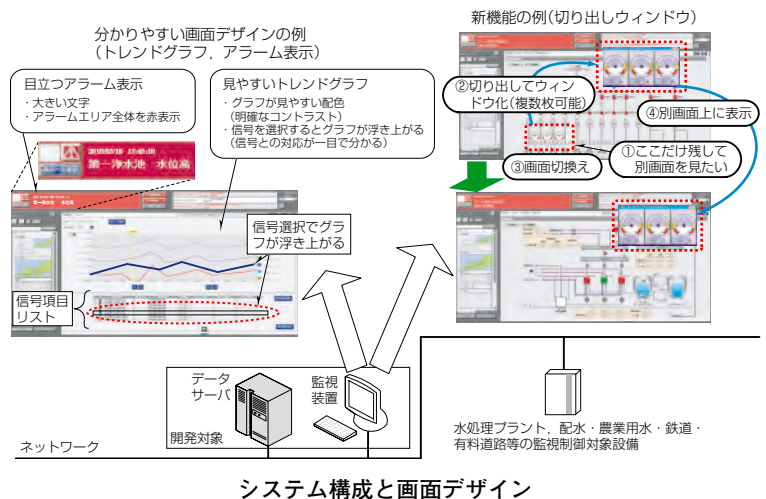 分かりやすい画面デザインの例
（トレンドグラフ，アラーム表示）
目立つアラーム表示
・大きい文字
・アラームエリア全体を赤表示
見やすいトレンドグラフ
・グラフが見やすい配色
（明確なコントラスト）
・信号を選択するとグラフが浮き上がる
（信号との対応が一目で分かる）
第一浄水池 水位高
信号選択でグラ
フが浮き上がる
信号項目
リスト
新機能の例（切り出しウィンドウ）
②切り出してウィン
ドウ化（複数枚可能）
④別画面上に表示
①ここだけ残して
別画面を見たい
③画面切換え
データ
サーバ
監視
装置
開発対象
ネットワーク
水処理プラント，配水・農業用水・鉄道・
有料道路等の監視制御対象設備
システム構成と画面デザイン